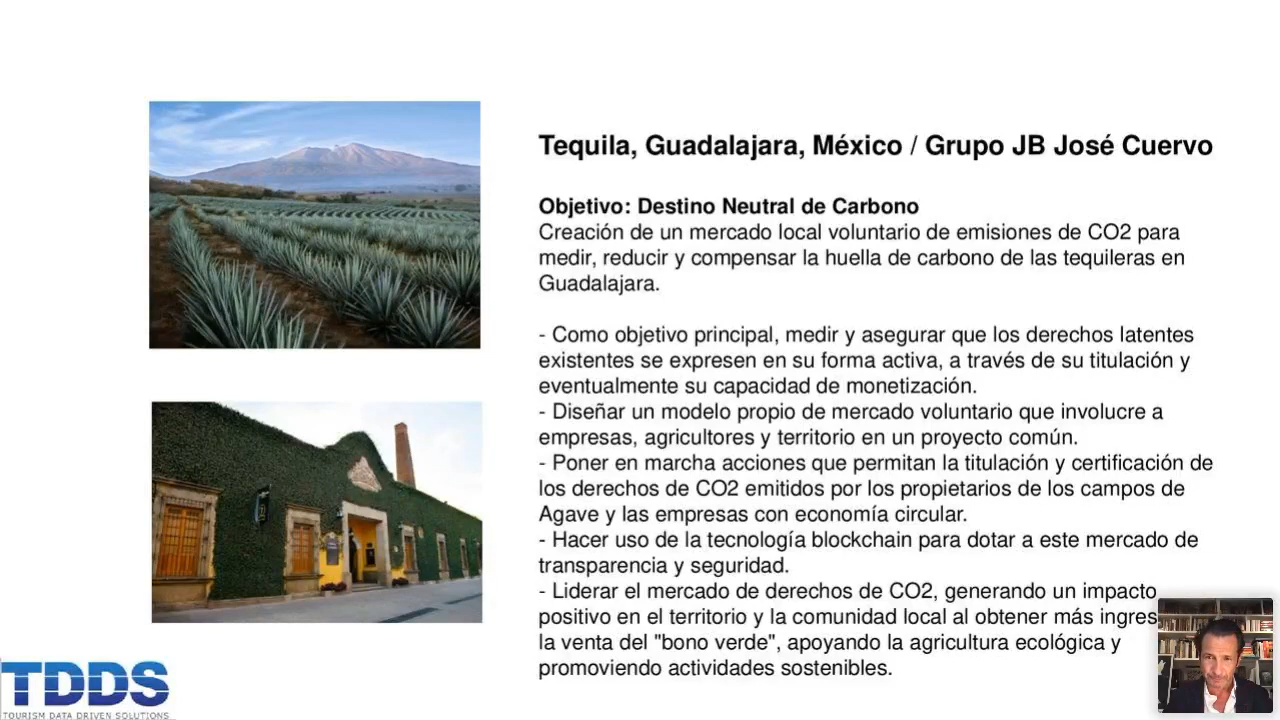 Tequila, Guadalajara, México / Grupo JB José Cuervo
Objetivo: Destino Neutral de Carbono
Creación de un mercado local voluntario de emisiones de CO2 para
medir, reducir y compensar la huella de carbono de las tequileras en
Guadalajara.
- Como objetivo principal, medir y asegurar que los derechos latentes
existentes se expresen en su forma activa, a través de su titulación y
eventualmente su capacidad de monetización.
- Diseñar un modelo propio de mercado voluntario que involucre a
empresas, agricultores y territorio en un proyecto común.
- Poner en marcha acciones que permitan la titulación y certificación de
los derechos de CO2 emitidos por los propietarios de los campos de
Agave y las empresas con economía circular.
- Hacer uso de la tecnología blockchain para dotar a este mercado de
transparencia y seguridad.
- Liderar el mercado de derechos de CO2, generando un impacto
positivo en el territorio y la comunidad local al obtener más ingres
la venta del "bono verde", apoyando la agricultura ecológica y
promoviendo actividades sostenibles.
TDDS
TOURISM DATA DRIVEN SOLUTIONS